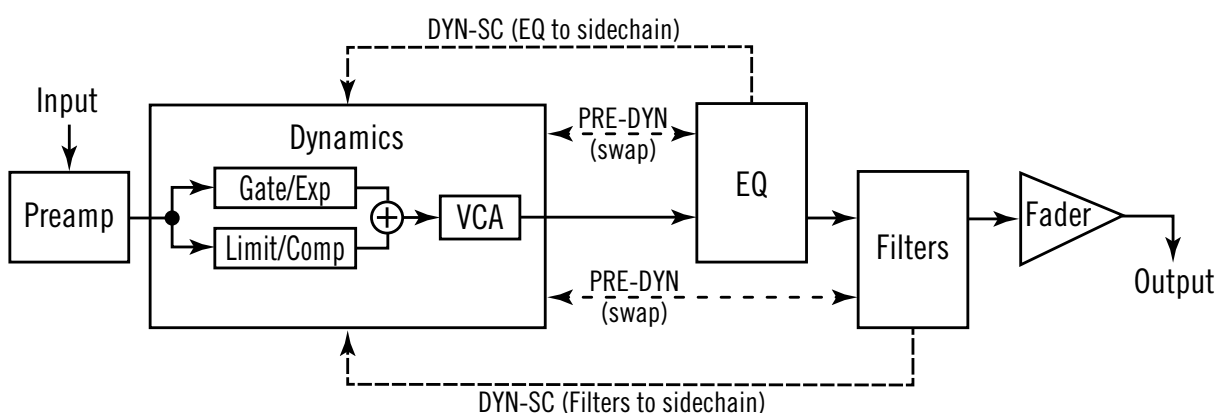 DYN-SC (EQ to sidechain)
Input
Dynamics
PRE-DYN
(swap)
Gate/Exp
EQ
Preamp
VCA
Fader
Limit/Comp
Filters
Output
PRE-DYN
(swap)
DYN-SC (Filters to sidechain)